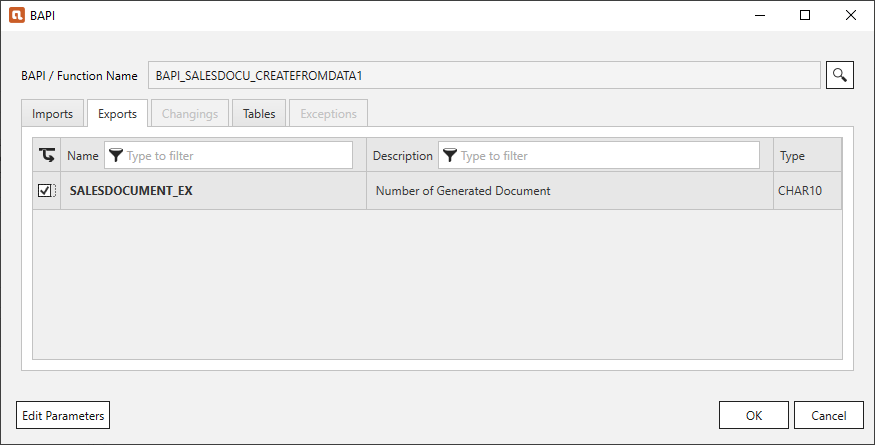 BAPI
BAPI / Function Name BAPI_SALESDOCU_CREATEFROMDATA1
Imports Exports Changings Tables Exceptions
Name Type to filter Description Type to filter Type
SALESDOCUMENT_EX Number of Generated Document CHAR10
Edit Parameters OK Cancel